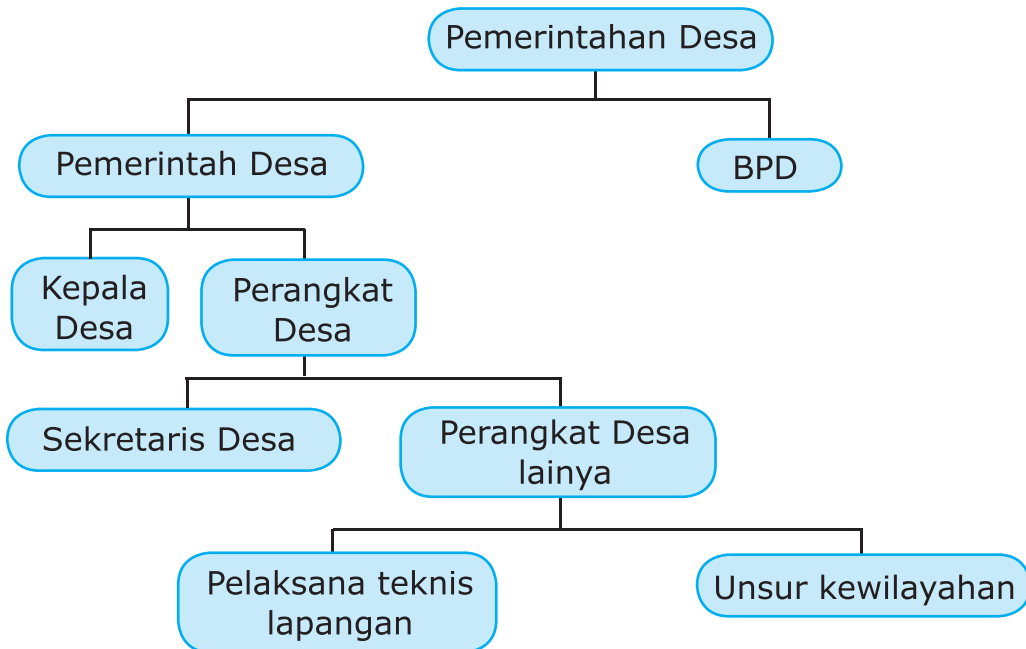 Pemerintahan Desa
Pemerintah Desa
BPD
Kepala
Desa
Perangkat
Desa
Sekretaris Desa
Perangkat Desa
lainya
Pelaksana teknis
lapangan
Unsur kewilayahan